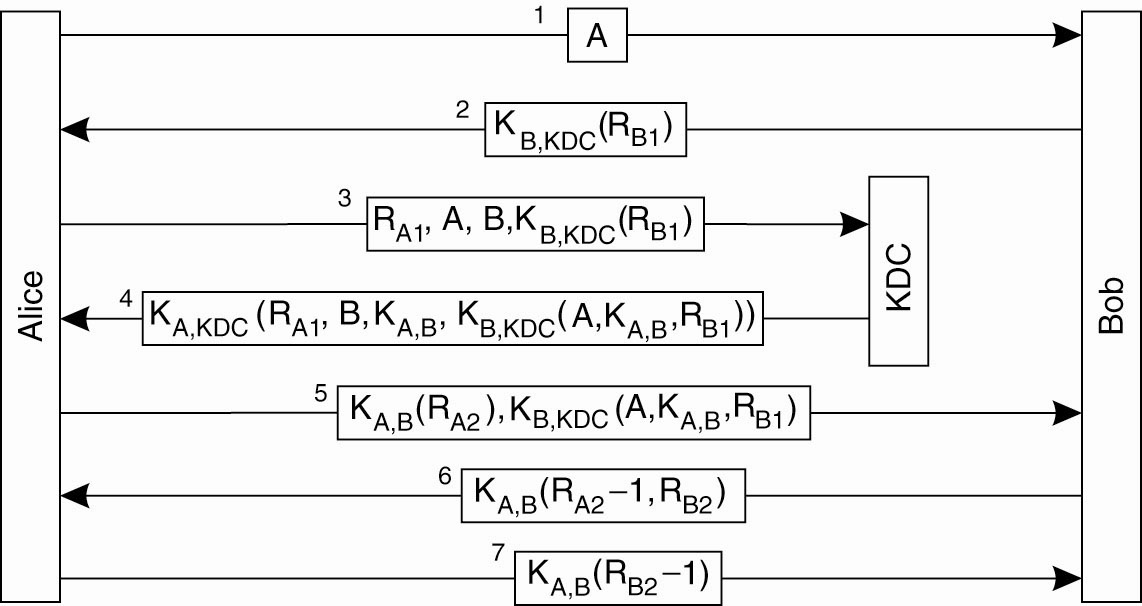 1 A
2 K_B,KDC(R_B1)
3 R_A1, A, B,K_B,KDC(R_B1)
4 K_A,KDC(R_A1, B,K_A,B, K_B,KDC(A,K_A,B,R_B1))
5 K_A,B(R_A2),K_B,KDC(A,K_A,B,R_B1)
6 K_A,B(R_A2−1,R_B2)
7 K_A,B(R_B2−1)
Alice
KDC
Bob